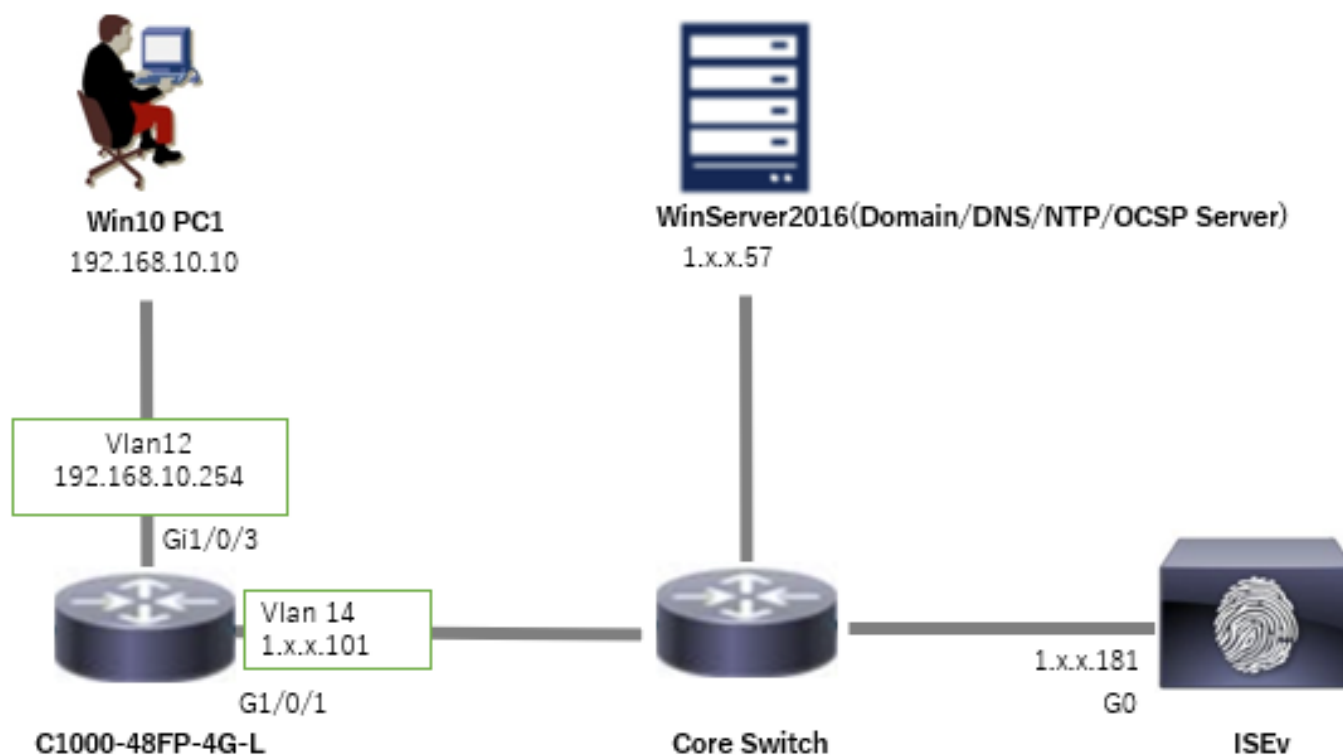 Win10 PC1
192.168.10.10
WinServer2016(Domain/DNS/NTP/OCSP Server)
1.x.x.57
Vlan12
192.168.10.254
Gi1/0/3
Vlan 14
1.x.x.101
G1/0/1
C1000-48FP-4G-L
Core Switch
1.x.x.181
G0
ISEv